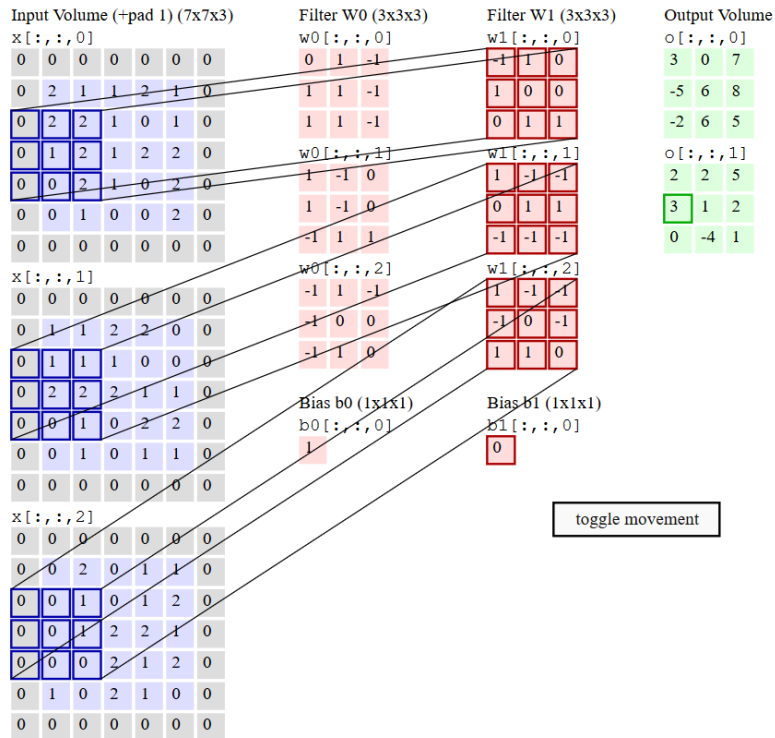 Input Volume (+pad 1) (7x7x3)
x[:,:,0]
0 0 0 0 0 0 0
0 2 1 1 2 1 0
0 2 2 1 0 1 0
0 1 2 1 2 2 0
0 0 2 1 0 2 0
0 0 1 0 0 2 0
0 0 0 0 0 0 0
x[:,:,1]
0 0 0 0 0 0 0
0 1 1 2 2 0 0
0 1 1 1 0 0 0
0 2 2 2 1 1 0
0 0 1 0 2 2 0
0 0 1 0 1 1 0
0 0 0 0 0 0 0
x[:,:,2]
0 0 0 0 0 0 0
0 0 2 0 1 1 0
0 0 1 0 1 2 0
0 0 1 2 2 1 0
0 0 0 2 1 2 0
0 1 0 2 1 0 0
0 0 0 0 0 0 0
Filter W0 (3x3x3)
w0[:,:,0]
0 1 -1
1 1 -1
1 1 -1
w0[:,:,1]
1 -1 0
1 -1 0
-1 1 1
w0[:,:,2]
-1 1 -1
-1 0 0
-1 1 0
Bias b0 (1x1x1)
b0[:,:,0]
1
Filter W1 (3x3x3)
w1[:,:,0]
-1 1 0
1 0 0
0 1 1
w1[:,:,1]
1 -1 -1
0 1 1
-1 -1 -1
w1[:,:,2]
1 -1 -1
-1 0 -1
1 1 0
Bias b1 (1x1x1)
b1[:,:,0]
0
Output Volume
o[:,:,0]
3 0 7
-5 6 8
-2 6 5
o[:,:,1]
2 2 5
3 1 2
0 -4 1
toggle movement